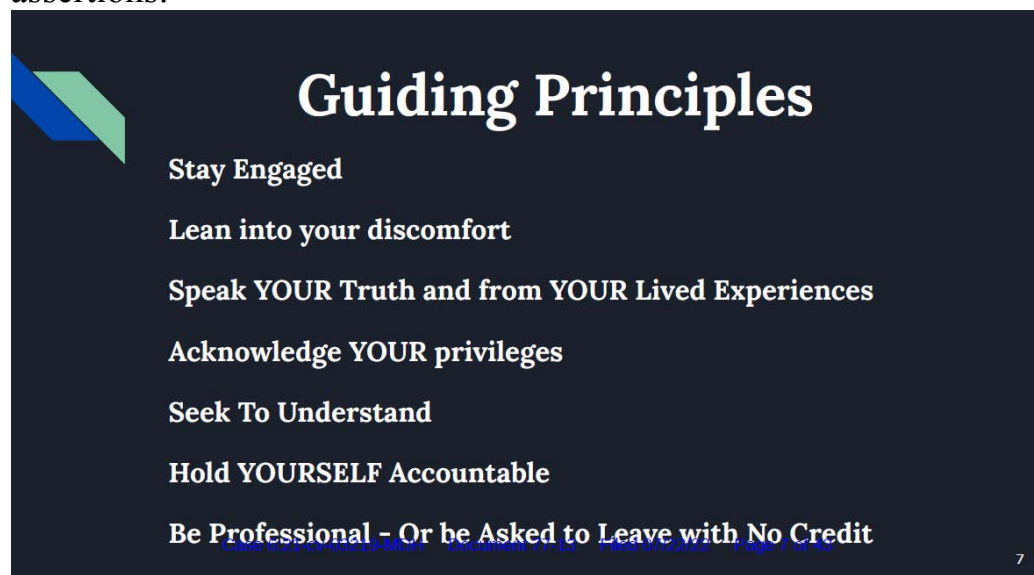 assertions.
Guiding Principles
Stay Engaged
Lean into your discomfort
Speak YOUR Truth and from YOUR Lived Experiences
Acknowledge YOUR privileges
Seek To Understand
Hold YOURSELF Accountable
Be Professional - Or be Asked to Leave with No Credit
7